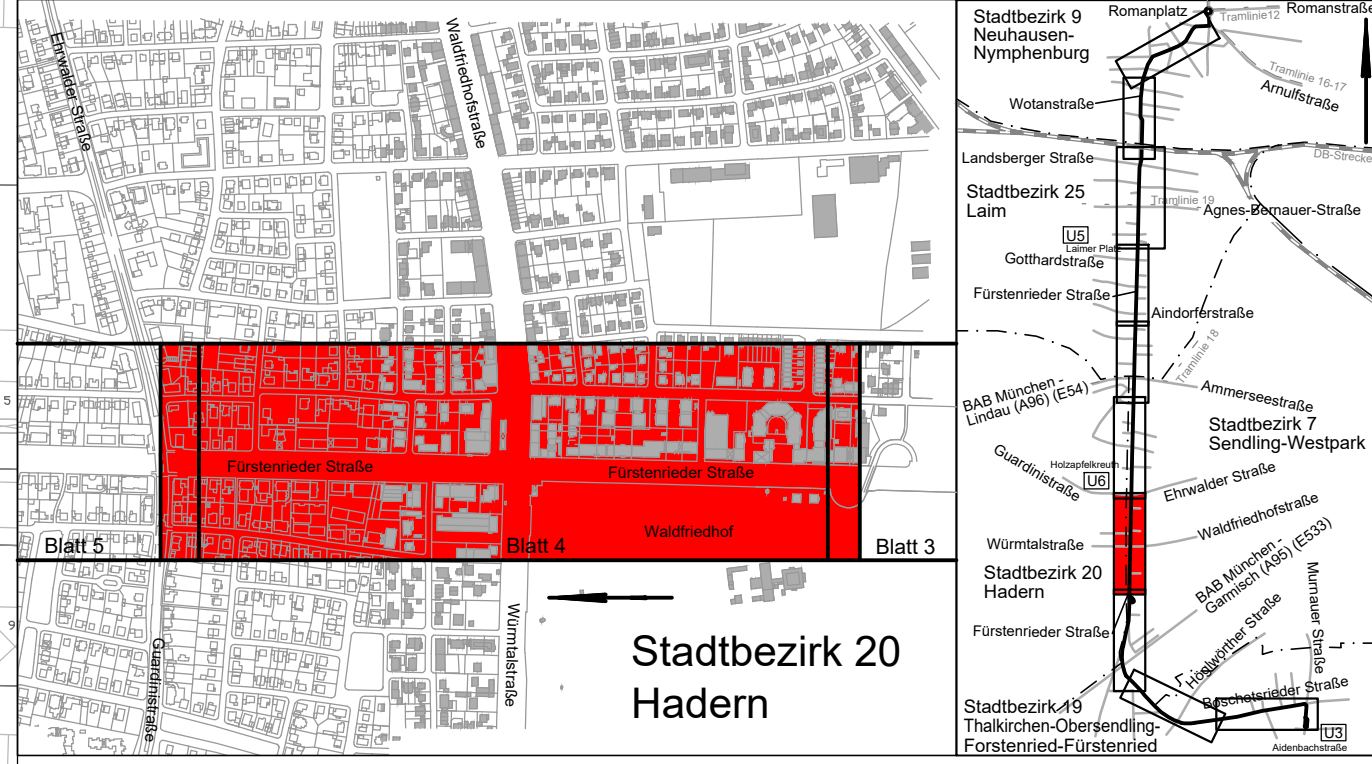 Ehrwalder Straße
Waldfriedhofstraße
Fürstenrieder Straße
Fürstenrieder Straße
Waldfriedhof
Blatt 5
Blatt 4
Blatt 3
5
9
Guardinistraße
Würmtalstraße
Stadtbezirk 20
Hadern
Stadtbezirk 9
Neuhausen-
Nymphenburg
Romanplatz
Romanstraße
Tramlinie12
Tramlinie 16-17
Arnulfstraße
Wotanstraße
Landsberger Straße
DB-Strecke
Stadtbezirk 25
Laim
Tramlinie 19
Agnes-Bernauer-Straße
U5
Laimer Platz
Gotthardstraße
Fürstenrieder Straße
Aindorferstraße
Tramlinie 18
BAB München -
Lindau (A96) (E54)
Ammerseestraße
Stadtbezirk 7
Sendling-Westpark
Guardinistraße
Holzapfelkreuth
U6
Ehrwalder Straße
Waldfriedhofstraße
Würmtalstraße
Stadtbezirk 20
Hadern
BAB München -
Garmisch (A95) (E533)
Murnauer Straße
Fürstenrieder Straße
Höslwörther Straße
Boschetsrieder Straße
Stadtbezirk 19
Thalkirchen-Obersendling-
Forstenried-Fürstenried
U3
Aidenbachstraße